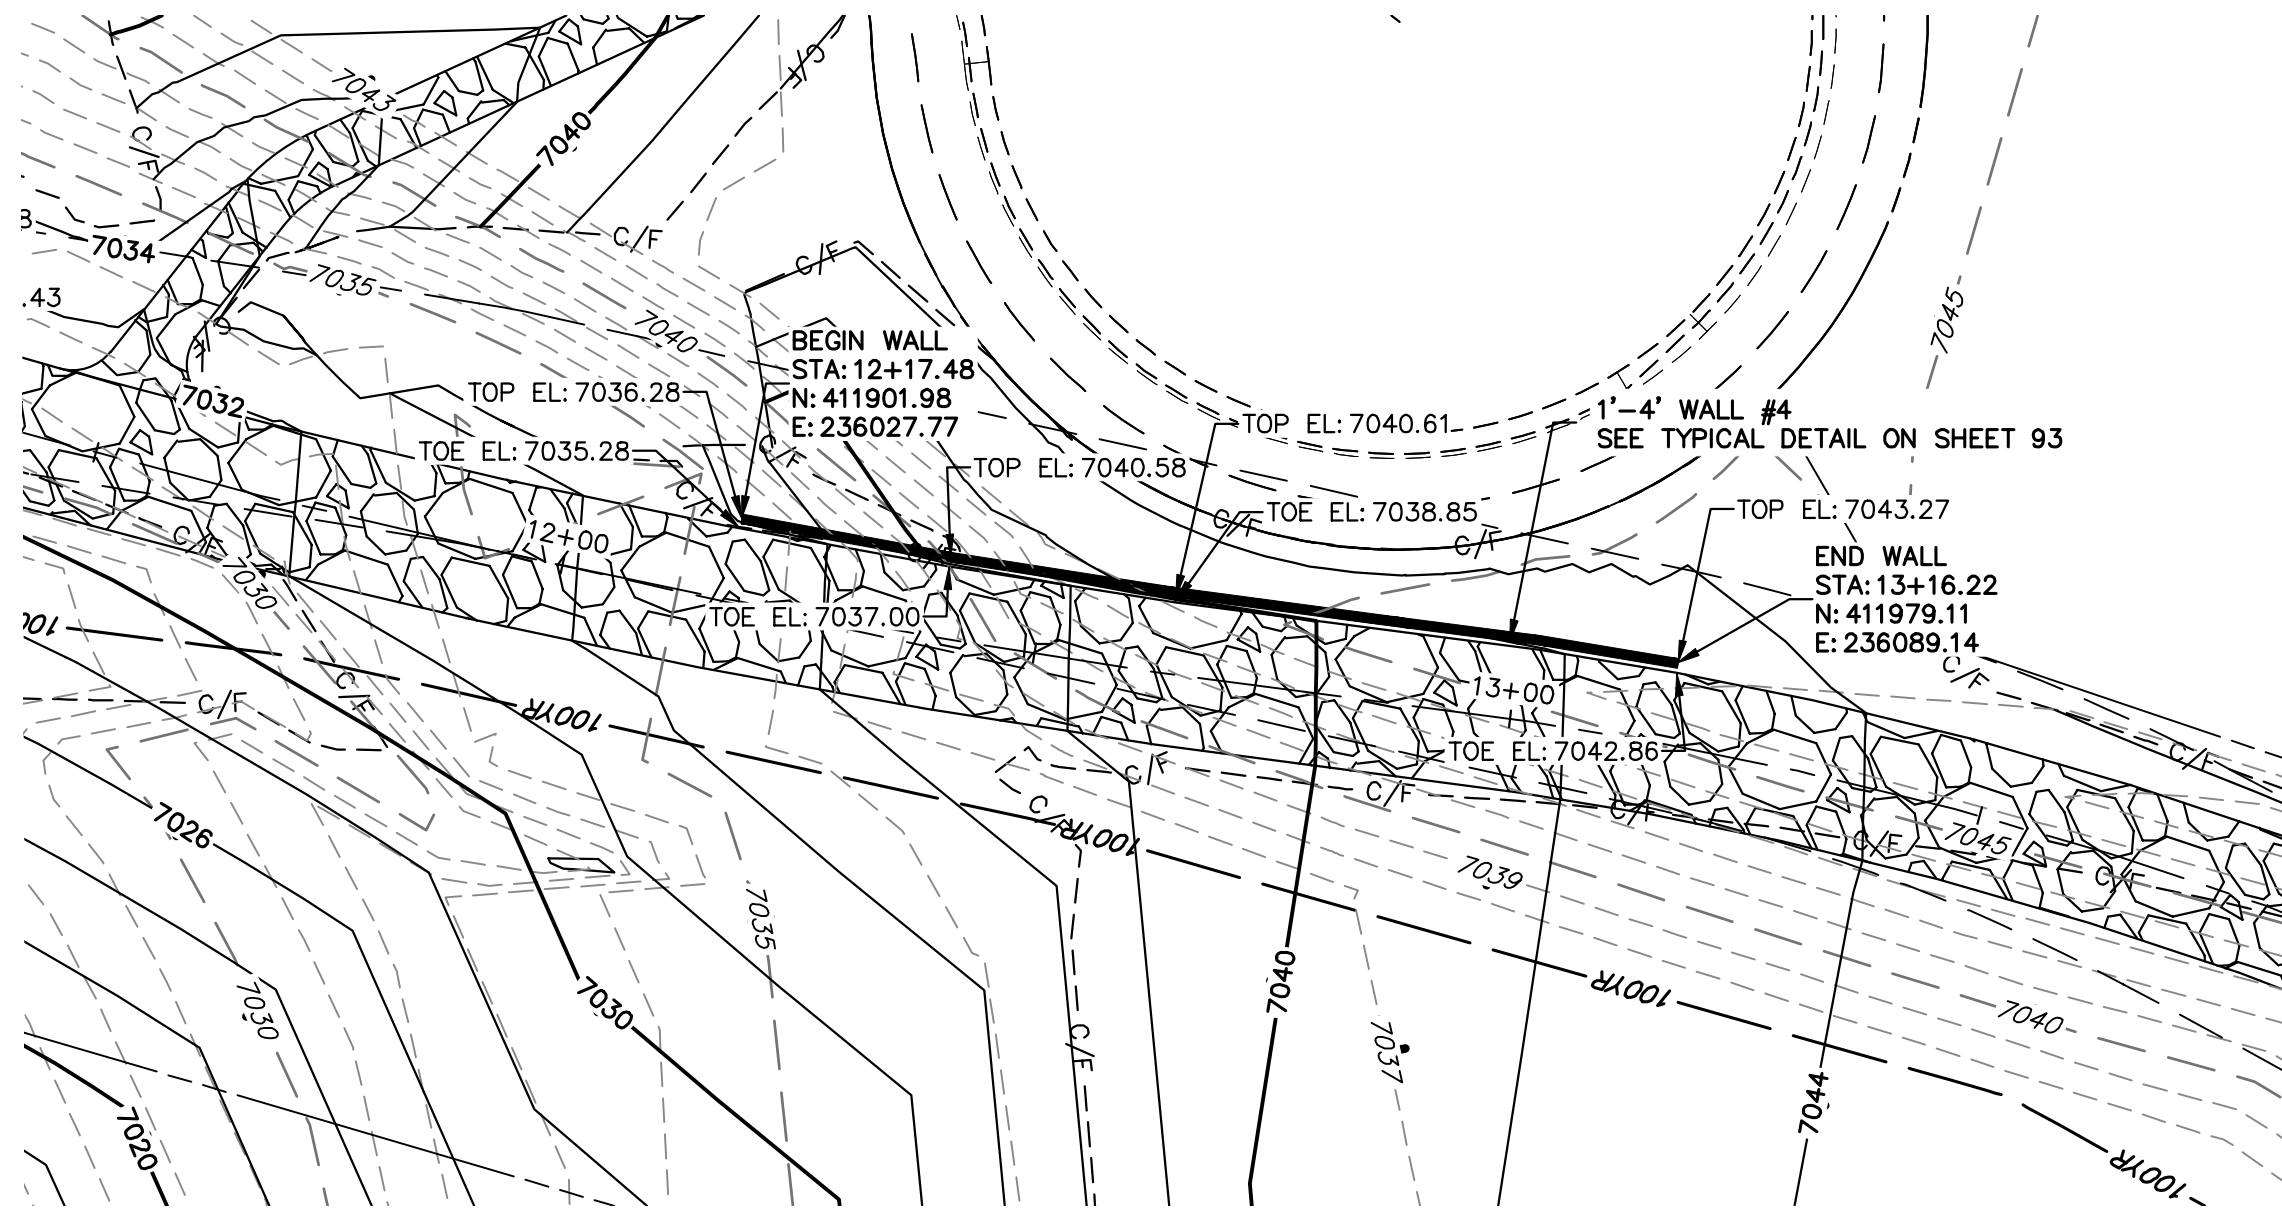 7043
C/F
C/F
7040
8
7034
C/F
C/F
7035
.43
7045
7040
C/F
BEGIN WALL
STA: 12+17.48
N: 411901.98
E: 236027.77
TOP EL: 7036.28
7032
TOP EL: 7040.61
1'-4' WALL #4
SEE TYPICAL DETAIL ON SHEET 93
TOE EL: 7035.28
C/F
TOP EL: 7040.58
C/F
TOE EL: 7038.85
C/F
TOP EL: 7043.27
12+00
C/F
C/F
END WALL
STA: 13+16.22
N: 411979.11
E: 236089.14
7030
TOE EL: 7037.00
100YR
C/F
C/F
C/F
13+00
100YR
TOE EL: 7042.86
C/F
C/F
C/F
C/F
C/F
7026
100YR
C/F
7045
7039
C/F
7035
7040
100YR
7030
7030
7040
C/F
7037
7044
7020
100YR